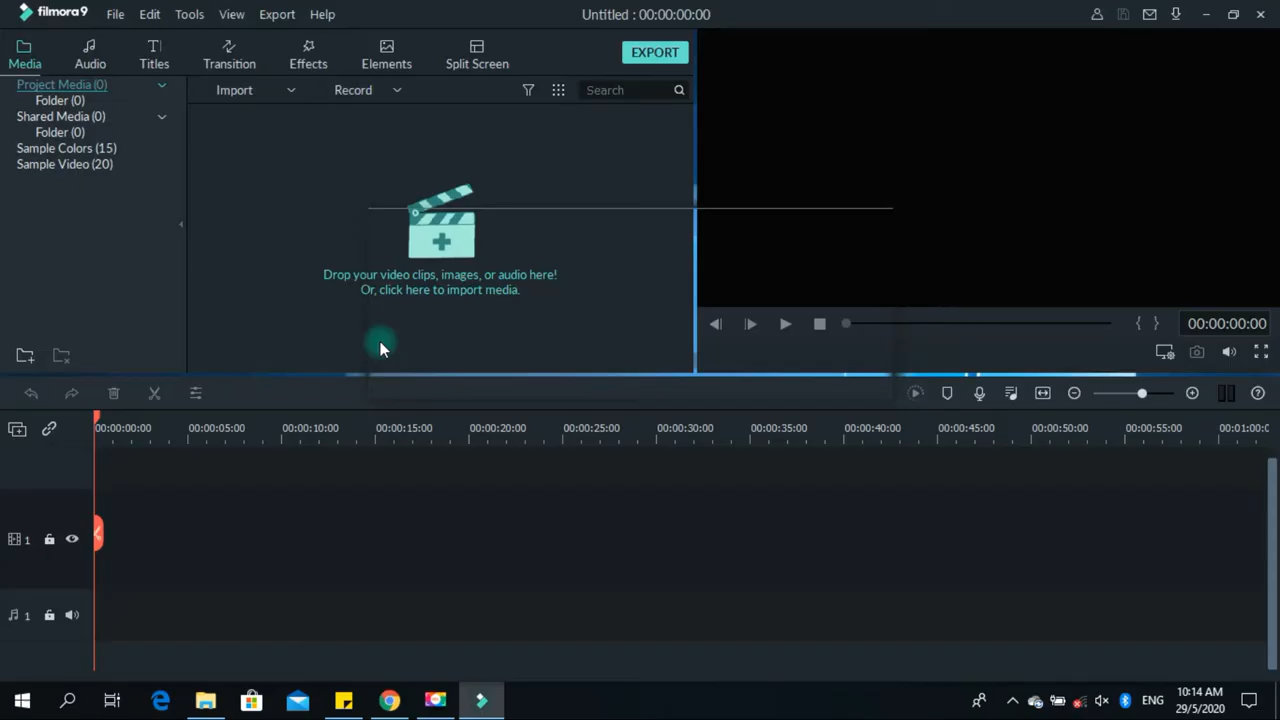 filmora9 File Edit Tools View Export Help Untitled : 00:00:00:00
Media Audio Titles Transition Effects Elements Split Screen EXPORT
Project Media (0)
Folder (0)
Shared Media (0)
Folder (0)
Sample Colors (15)
Sample Video (20)
Import Record Search
Drop your video clips, images, or audio here!
Or, click here to import media.
{ } 00:00:00:00
00:00:00:00 00:00:05:00 00:00:10:00 00:00:15:00 00:00:20:00 00:00:25:00 00:00:30:00 00:00:35:00 00:00:40:00 00:00:45:00 00:00:50:00 00:00:55:00 00:01:00:0
1
1
ENG 10:14 AM
29/5/2020